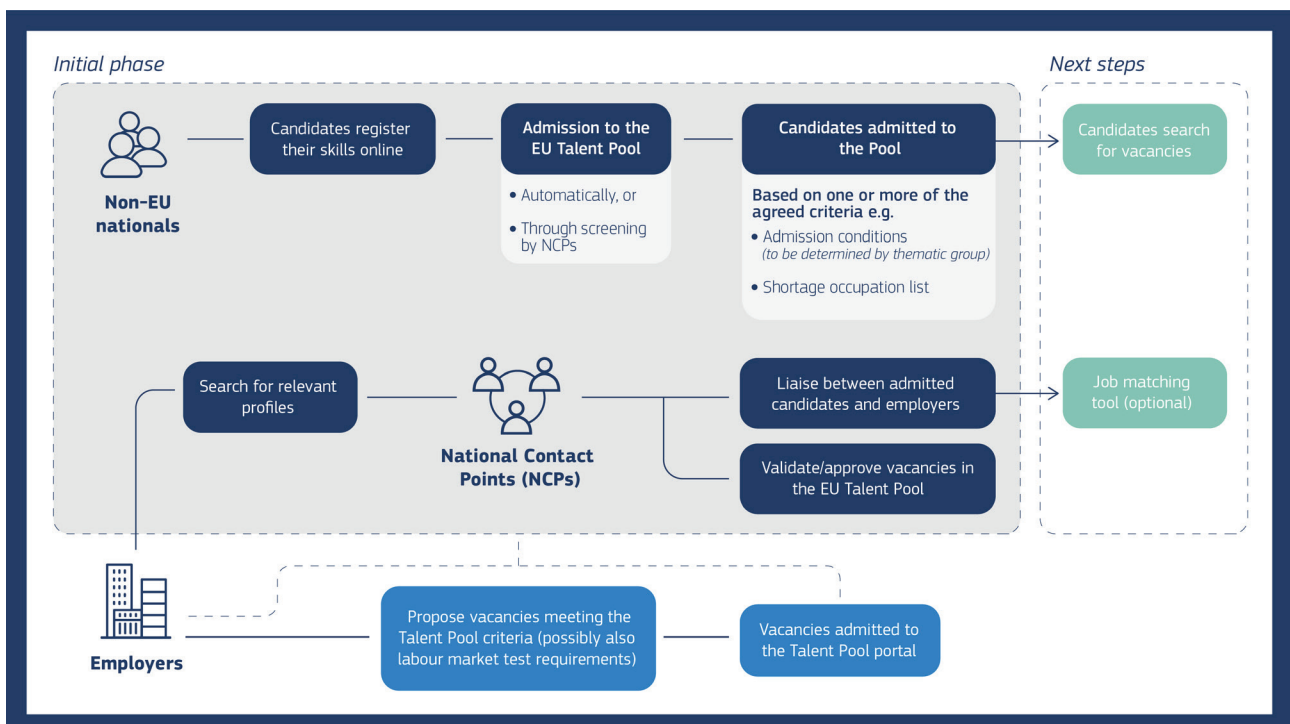 Initial phase
Next steps
Non-EU
nationals
Candidates register
their skills online
Admission to the
EU Talent Pool
• Automatically, or
• Through screening
by NCPs
Candidates admitted to
the Pool
Based on one or more of the
agreed criteria e.g.
• Admission conditions
(to be determined by thematic group)
• Shortage occupation list
Candidates search
for vacancies
Search for relevant
profiles
National Contact
Points (NCPs)
Liaise between admitted
candidates and employers
Job matching
tool (optional)
Validate/approve vacancies in
the EU Talent Pool
Employers
Propose vacancies meeting the
Talent Pool criteria (possibly also
labour market test requirements)
Vacancies admitted to
the Talent Pool portal